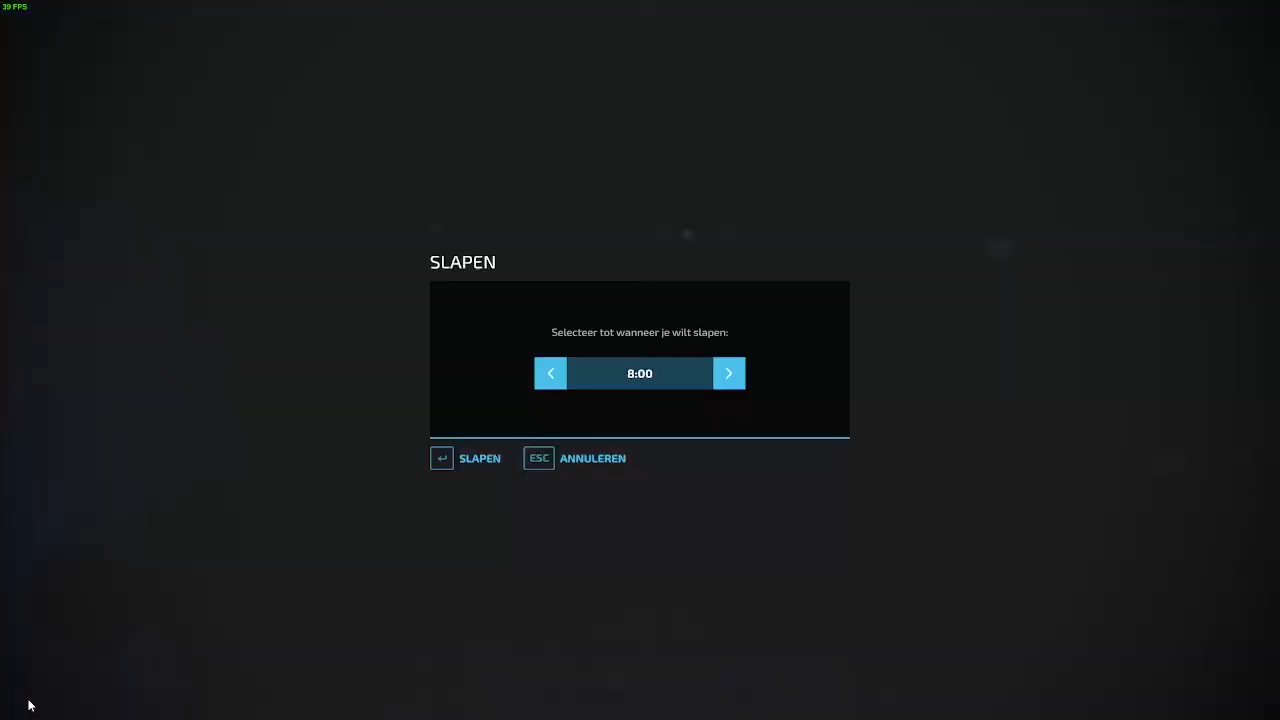 39 FPS
SLAPEN
Selecteer tot wanneer je wilt slapen:
8:00
SLAPEN ESC ANNULEREN